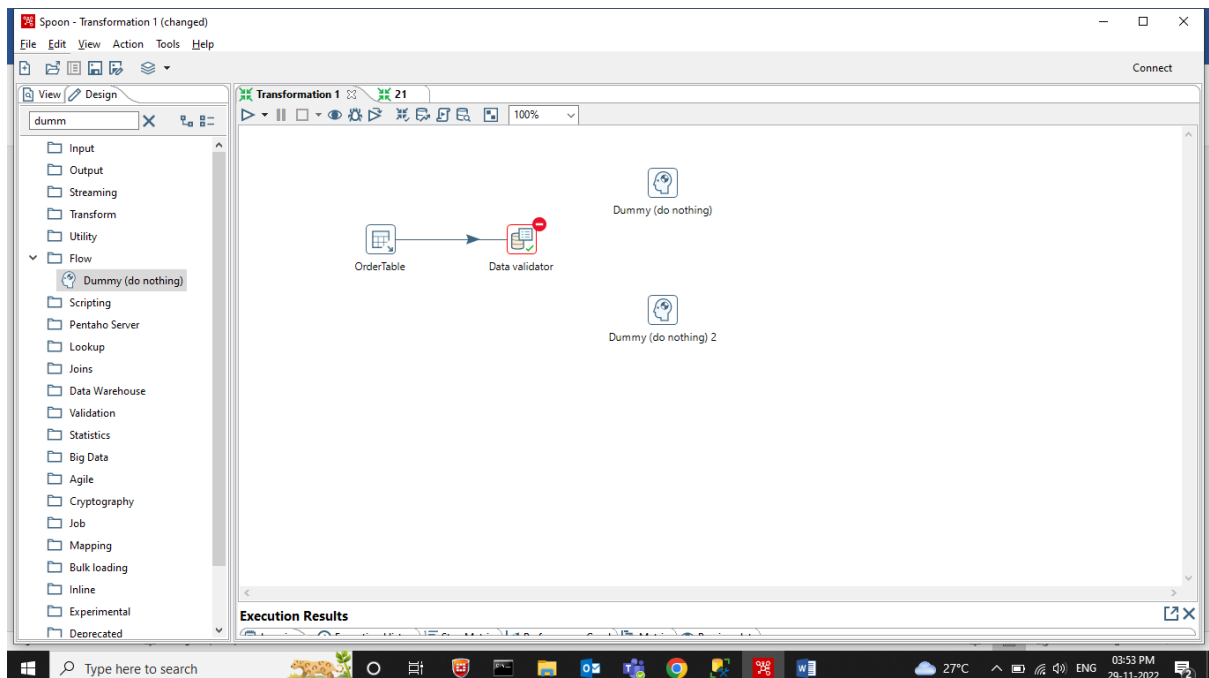 Spoon - Transformation 1 (changed)
File Edit View Action Tools Help
Connect
View Design
Transformation 1 21
dumm
100%
Input
Output
Streaming
Transform
Utility
Flow
Dummy (do nothing)
Scripting
Pentaho Server
Lookup
Joins
Data Warehouse
Validation
Statistics
Big Data
Agile
Cryptography
Job
Mapping
Bulk loading
Inline
Experimental
Deprecated
Dummy (do nothing)
OrderTable
Data validator
Dummy (do nothing) 2
Execution Results
Type here to search
27°C
ENG
03:53 PM
29-11-2022